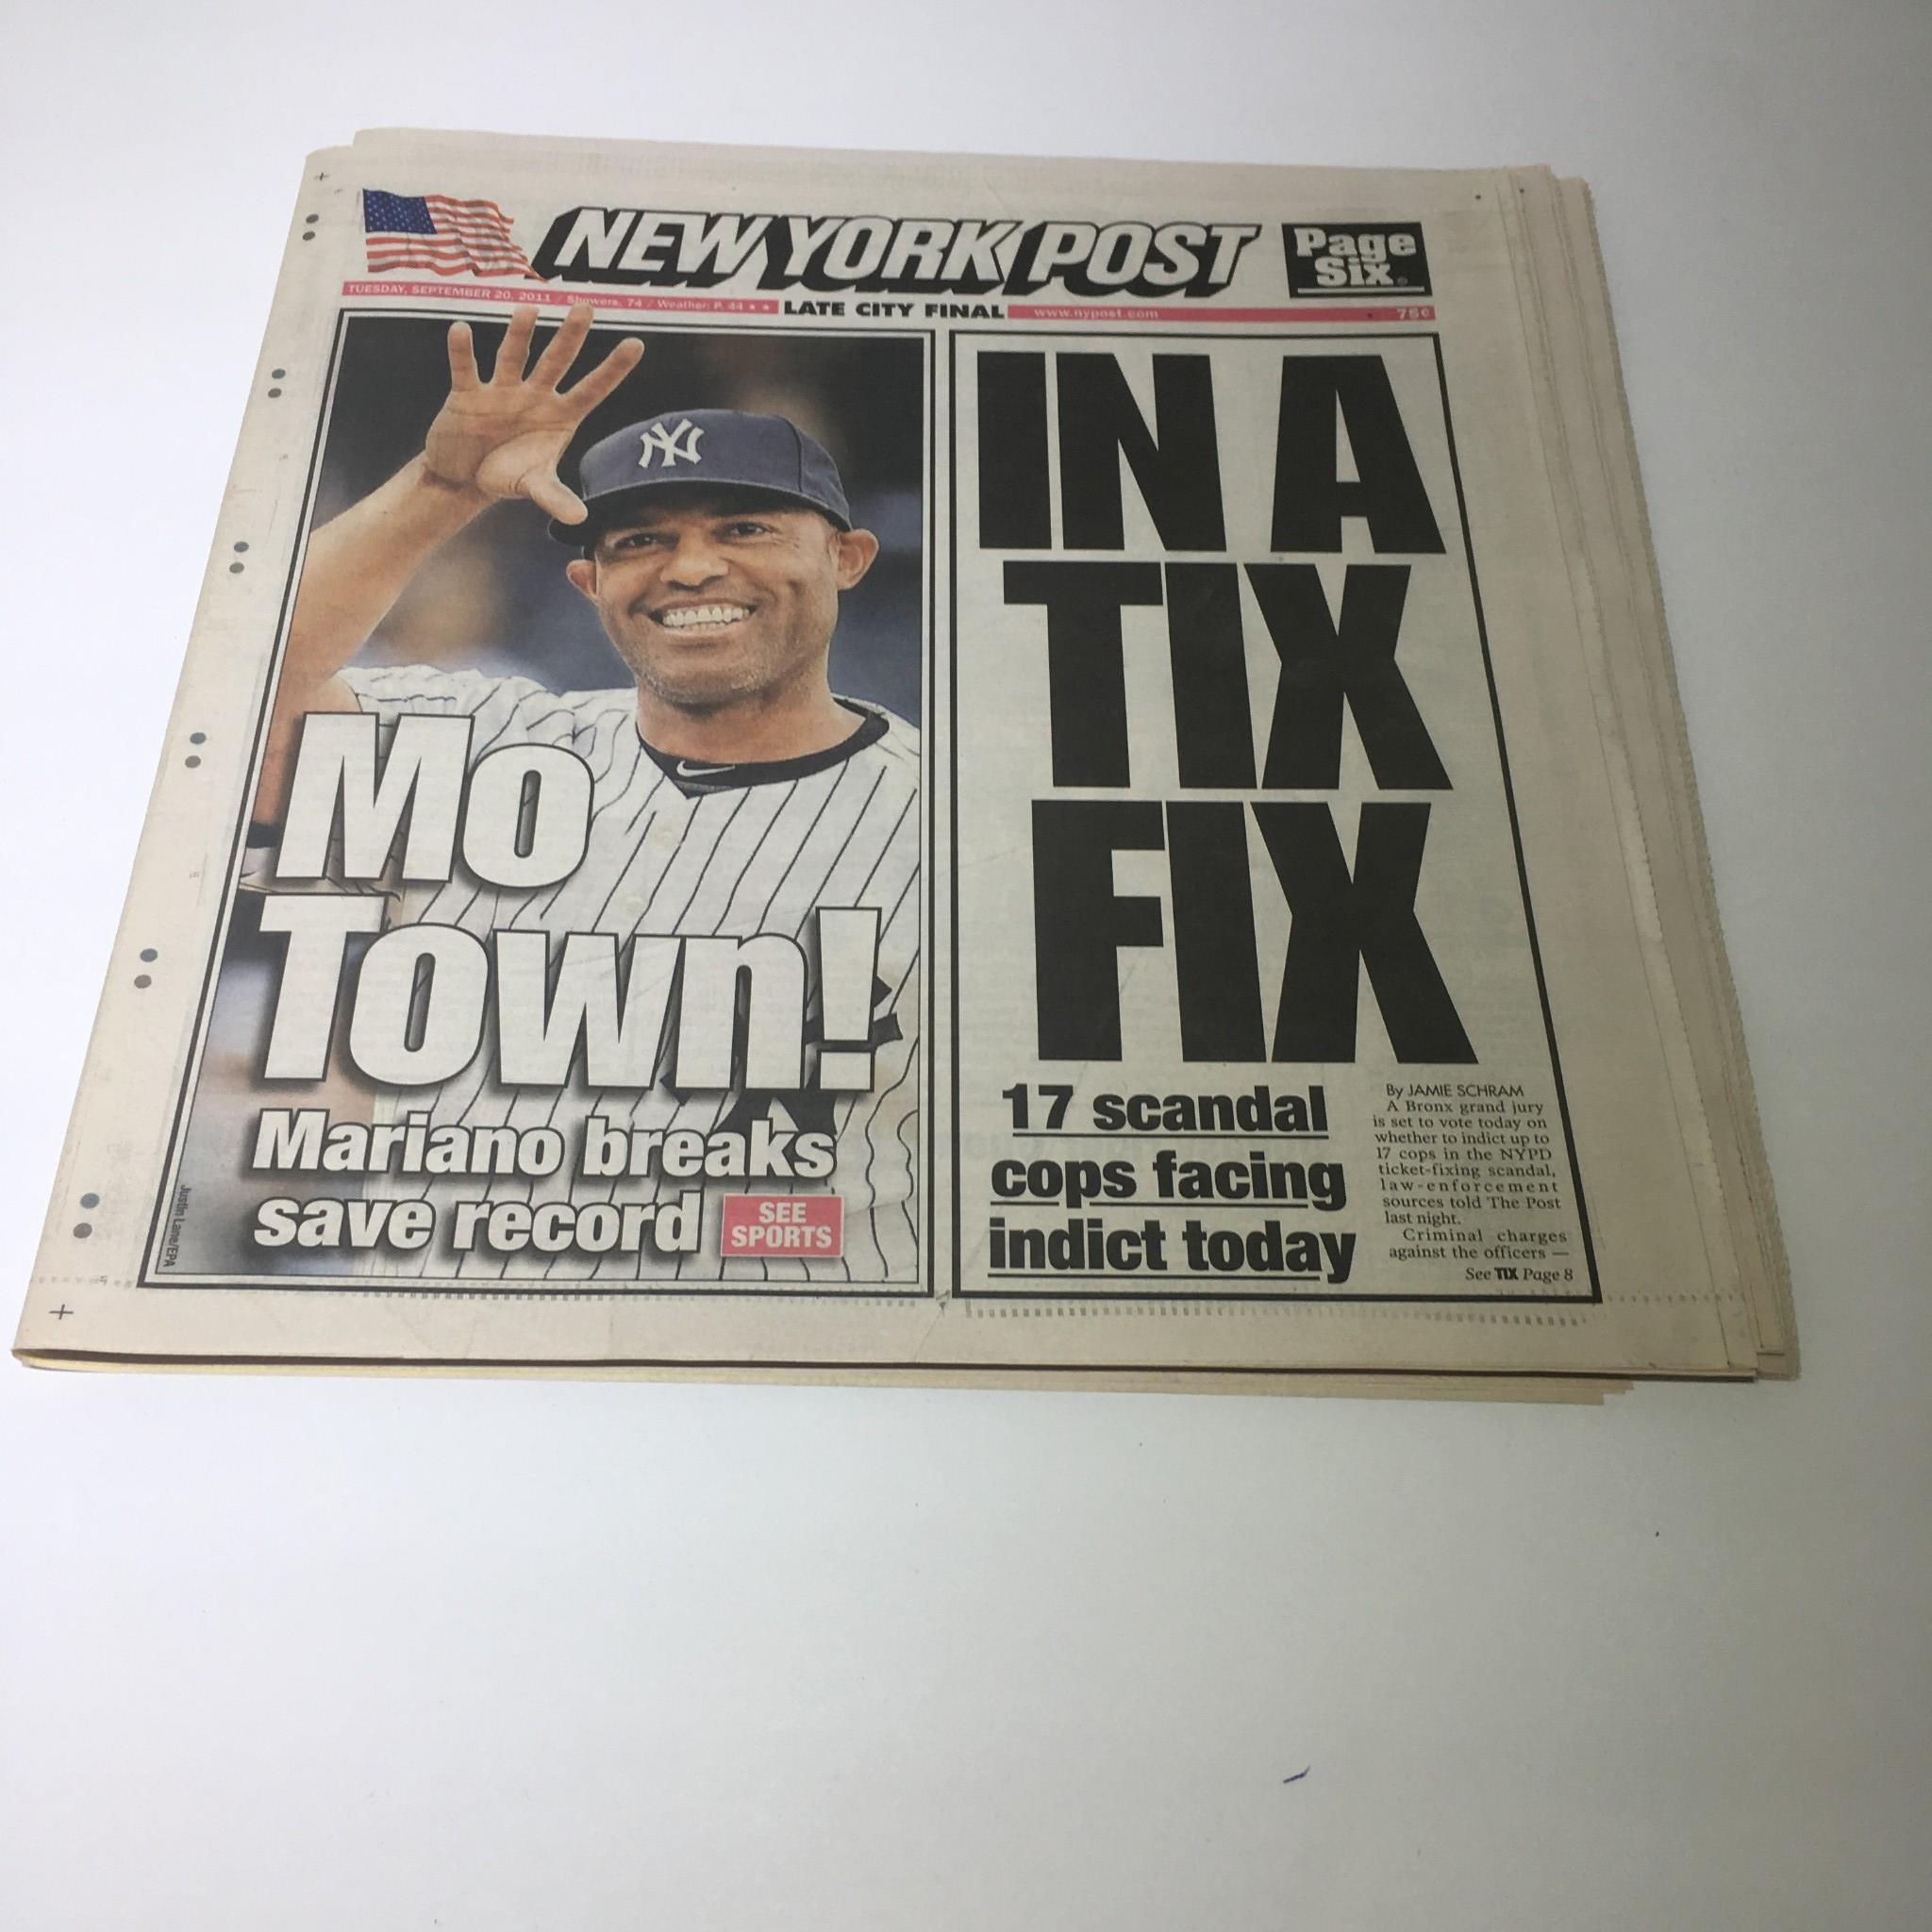 NEW YORK POST
Page
Six®
TUESDAY, SEPTEMBER 20, 2011 / Showers, 74 / Weather: P. 44 ★ ★ LATE CITY FINAL www.nypost.com 75¢
NY
Mo
Town!
Mariano breaks
save record
SEE
SPORTS
Justin Lane/EPA
IN A
TIX
FIX
17 scandal
cops facing
indict today
By JAMIE SCHRAM
A Bronx grand jury
is set to vote today on
whether to indict up to
17 cops in the NYPD
ticket-fixing scandal,
law-enforcement
sources told The Post
last night.
Criminal charges
against the officers —
See TIX Page 8